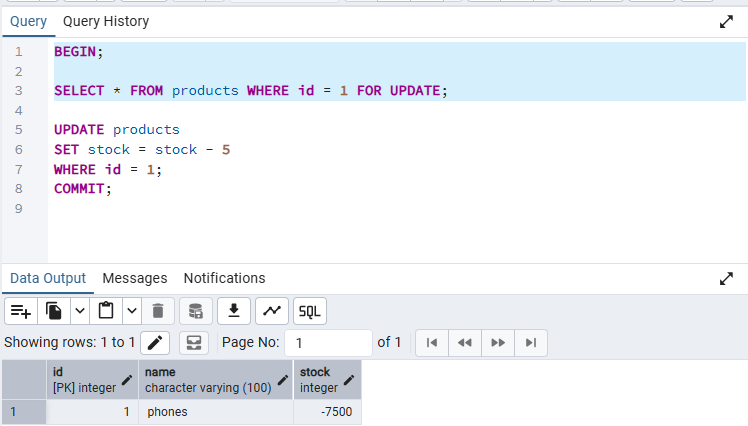 Query Query History
1 BEGIN;
2
3 SELECT * FROM products WHERE id = 1 FOR UPDATE;
4
5 UPDATE products
6 SET stock = stock - 5
7 WHERE id = 1;
8 COMMIT;
9
Data Output Messages Notifications
SQL
Showing rows: 1 to 1 Page No: 1 of 1
id name stock
[PK] integer character varying (100) integer
1 1 phones -7500